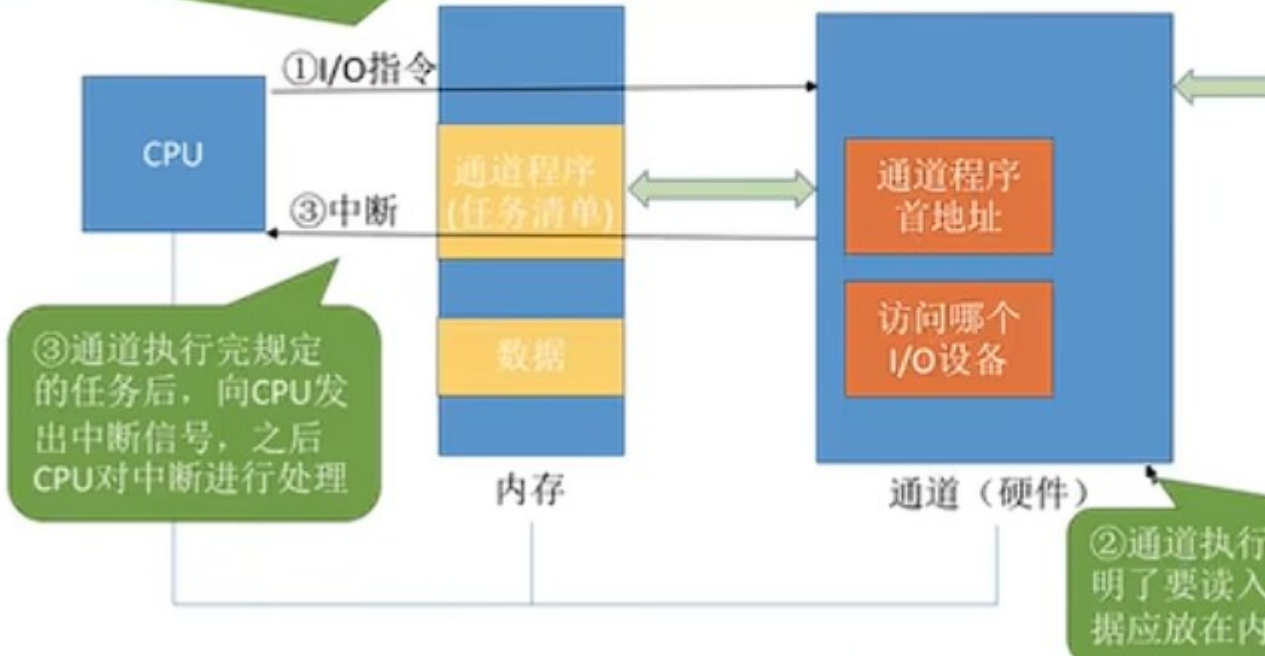 ①I/O指令
CPU
通道程序
(任务清单)
通道程序
首地址
③中断
访问哪个
I/O设备
数据
③通道执行完规定
的任务后，向CPU发
出中断信号，之后
CPU对中断进行处理
内存
通道（硬件）
②通道执行
明了要读入
据应放在内